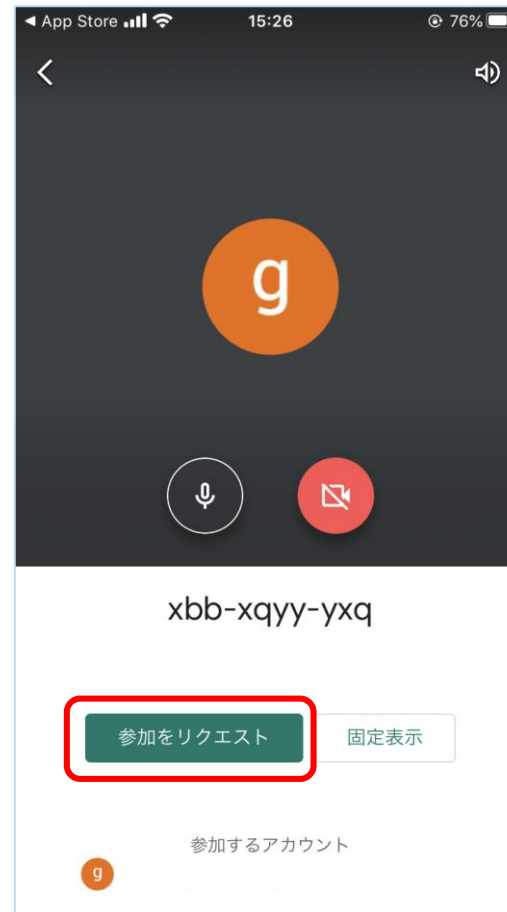 App Store 15:26 76%
g
xbb-xqyy-yxq
参加をリクエスト 固定表示
参加するアカウント
g